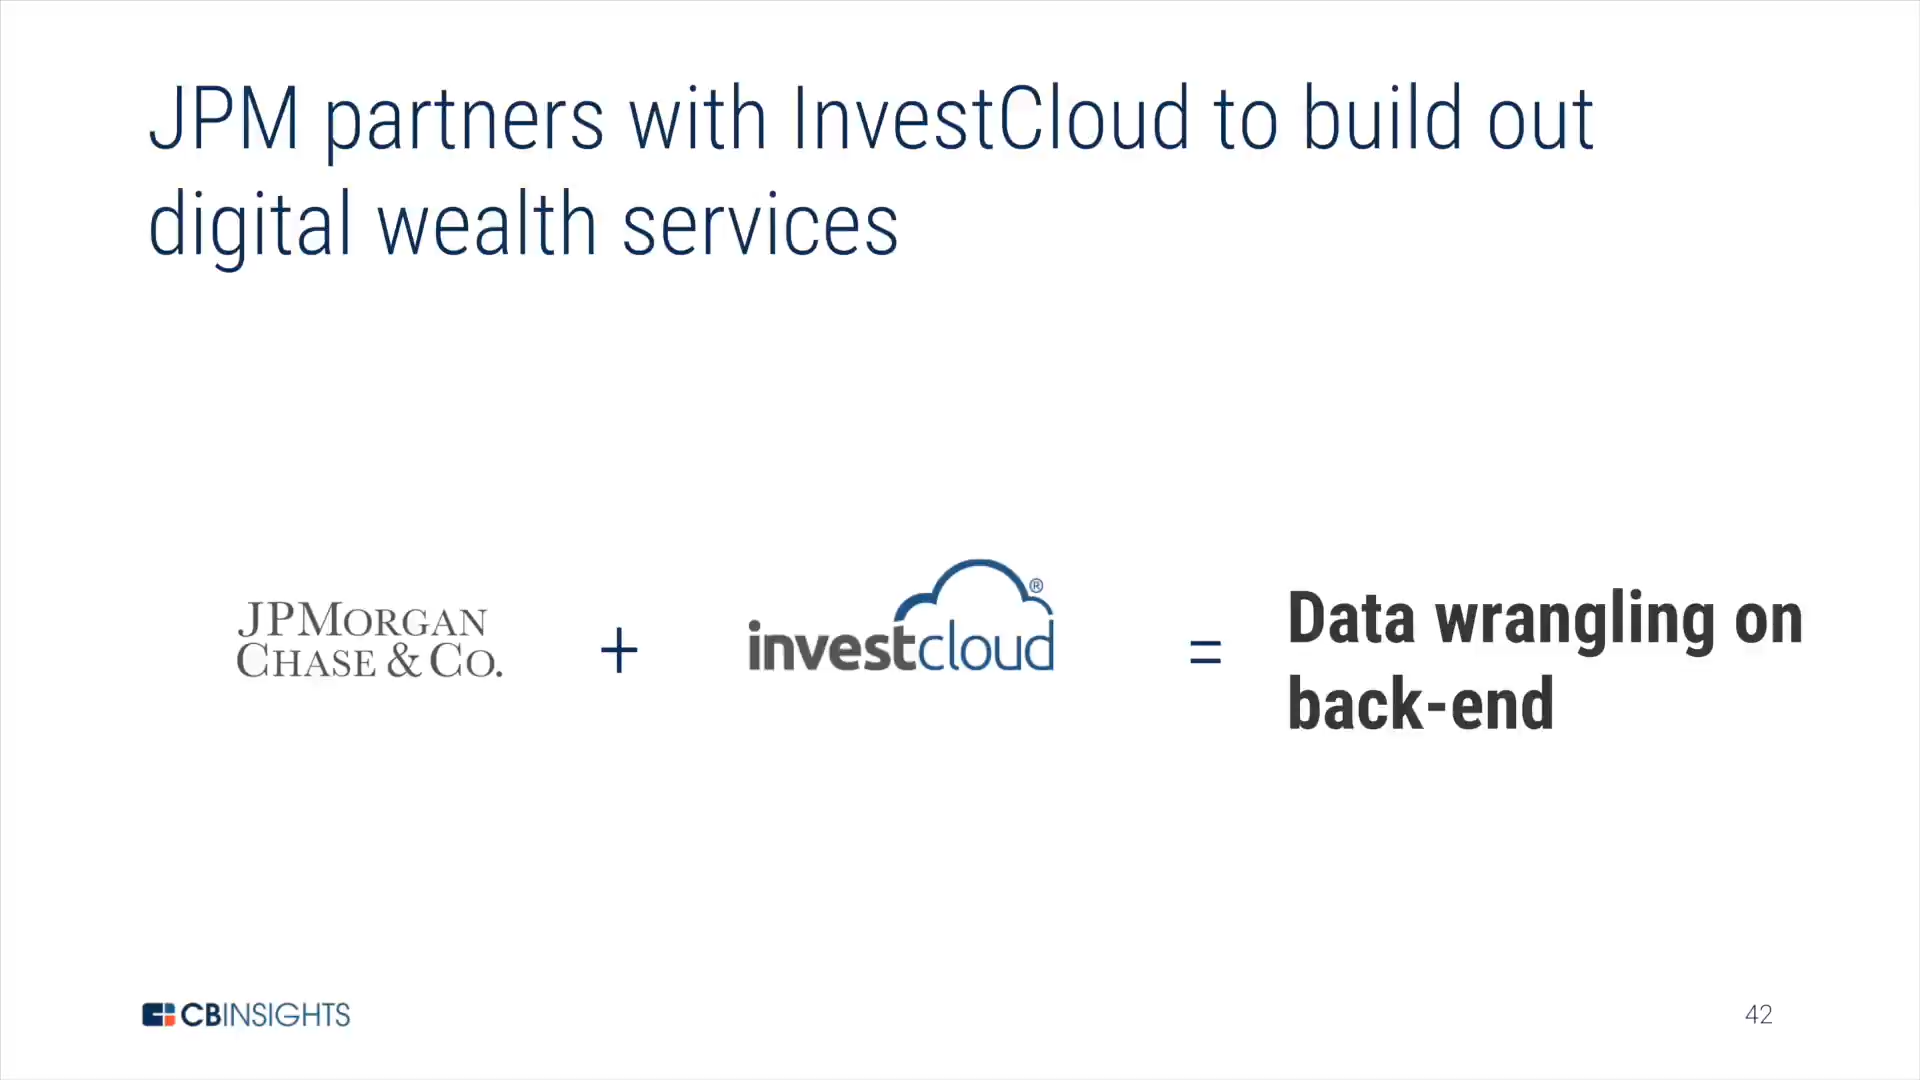 JPM partners with InvestCloud to build out
digital wealth services
JPMORGAN
CHASE & CO.
+
investcloud®
=
Data wrangling on
back-end
CBINSIGHTS
42